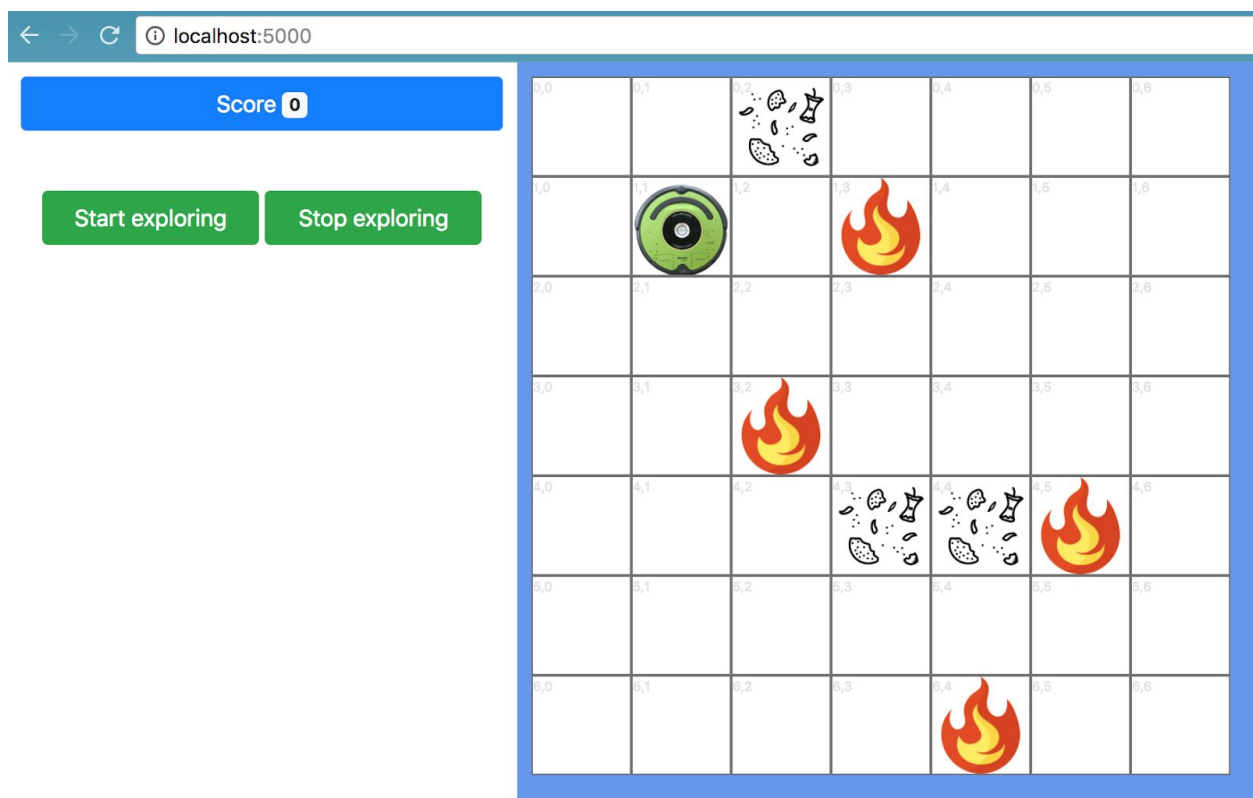 localhost:5000
Score 0
Start exploring Stop exploring
0,0 0,1 0,2 0,3 0,4 0,5 0,6
1,0 1,1 1,2 1,3 1,4 1,5 1,6
2,0 2,1 2,2 2,3 2,4 2,5 2,6
3,0 3,1 3,2 3,3 3,4 3,5 3,6
4,0 4,1 4,2 4,3 4,4 4,5 4,6
5,0 5,1 5,2 5,3 5,4 5,5 5,6
6,0 6,1 6,2 6,3 6,4 6,5 6,6